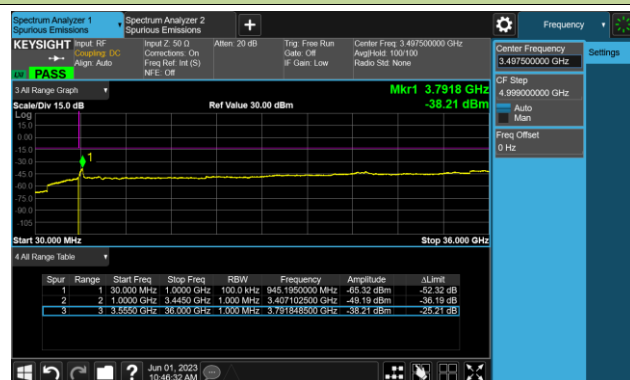 Spectrum Analyzer 1
Spurious Emissions
Spectrum Analyzer 2
Spurious Emissions
+
Frequency
KEYSIGHT
Input: RF
Coupling: DC
Align: Auto
Input Z: 50 Ω
Corrections: On
Freq Ref: Int (S)
NFE: Off
Atten: 20 dB
Trig: Free Run
Gate: Off
IF Gain: Low
Center Freq: 3.497500000 GHz
Avg|Hold: 100/100
Radio Std: None
PASS
Center Frequency
3.497500000 GHz
Settings
CF Step
4.999000000 GHz
Auto
Man
Freq Offset
0 Hz
3 All Range Graph
Mkr1 3.7918 GHz
Scale/Div 15.0 dB
Ref Value 30.00 dBm
-38.21 dBm
Log
15.0
0.00
-15.0
-30.0
-45.0
-60.0
-75.0
-90.0
-105
1
Start 30.000 MHz
Stop 36.000 GHz
4 All Range Table
Spur Range Start Freq Stop Freq RBW Frequency Amplitude ΔLimit
1 1 30.000 MHz 1.0000 GHz 100.0 kHz 945.1950000 MHz -65.32 dBm -52.32 dB
2 2 1.0000 GHz 3.4450 GHz 1.000 MHz 3.407102500 GHz -49.19 dBm -36.19 dB
3 3 3.5550 GHz 36.000 GHz 1.000 MHz 3.791848500 GHz -38.21 dBm -25.21 dB
?
Jun 01, 2023
10:46:32 AM